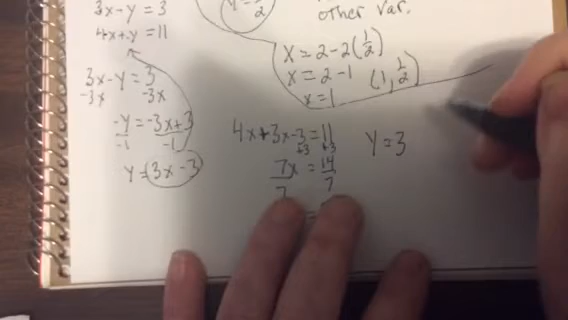 3x-y=3
4x+y=11
3x-y=3
-3x -3x
-y=-3x+3
-1 -1
y=3x-3
other var.
x=2-2(1/2)
x=2-1 (1,1/2)
x=1
4x+3x-3=11
+3 +3
7x=14
7 7
=
y=3